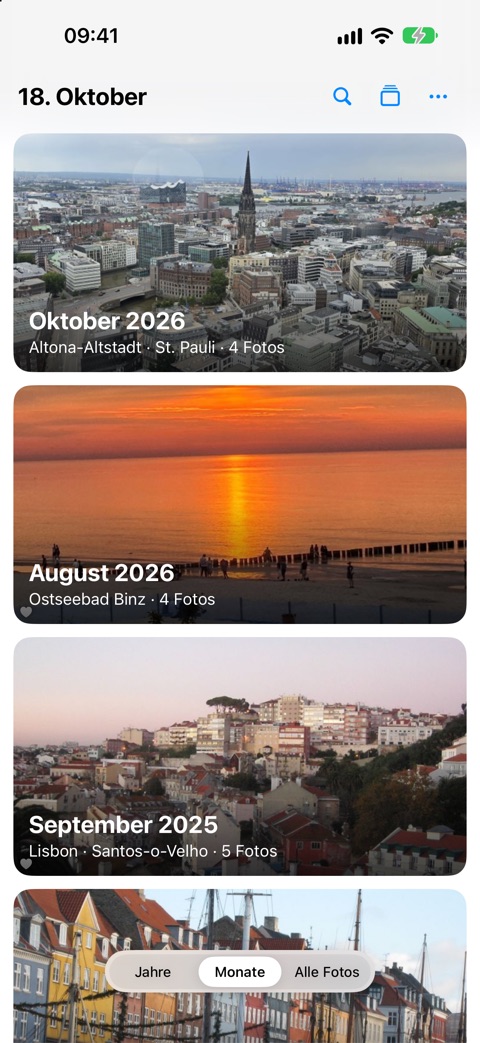 09:41
18. Oktober
Oktober 2026
Altona-Altstadt · St. Pauli · 4 Fotos
August 2026
Ostseebad Binz · 4 Fotos
September 2025
Lisbon · Santos-o-Velho · 5 Fotos
Jahre Monate Alle Fotos